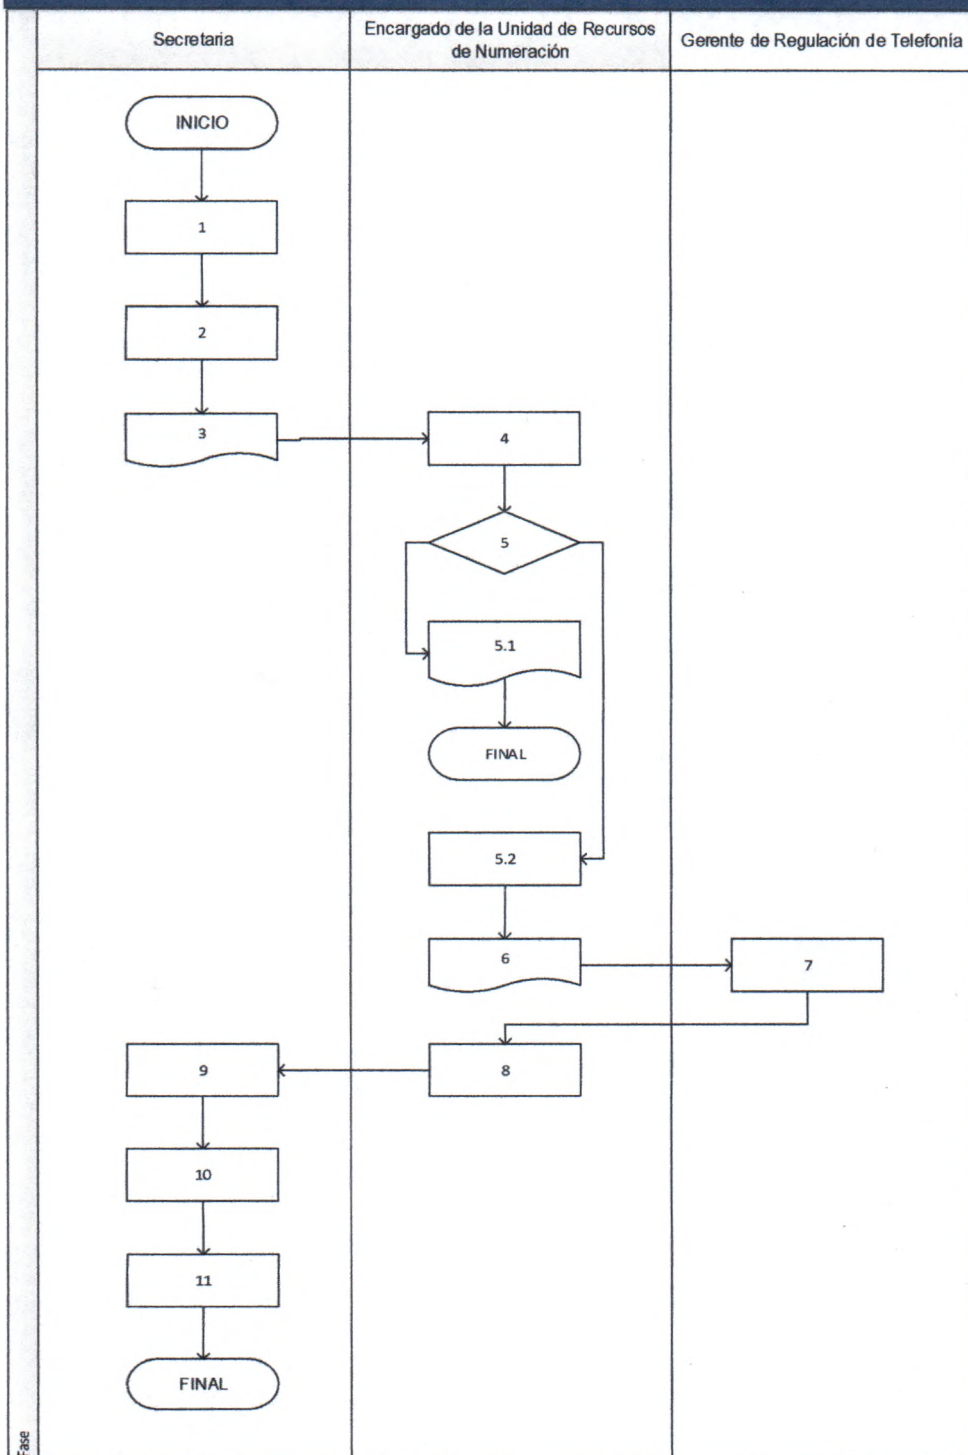 Secretaria
Encargado de la Unidad de Recursos
de Numeración
Gerente de Regulación de Telefonía
INICIO
1
2
3
4
5
5.1
FINAL
5.2
6
7
8
9
10
11
FINAL
Fase